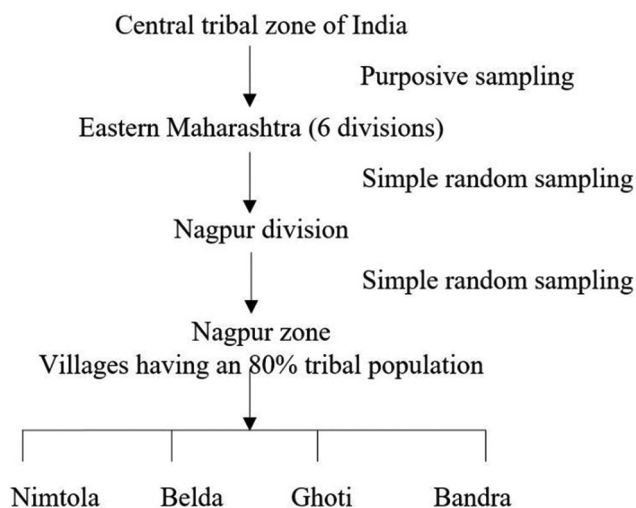 Central tribal zone of India
Purposive sampling
Eastern Maharashtra (6 divisions)
Simple random sampling
Nagpur division
Simple random sampling
Nagpur zone
Villages having an 80% tribal population
Nimtola Belda Ghoti Bandra